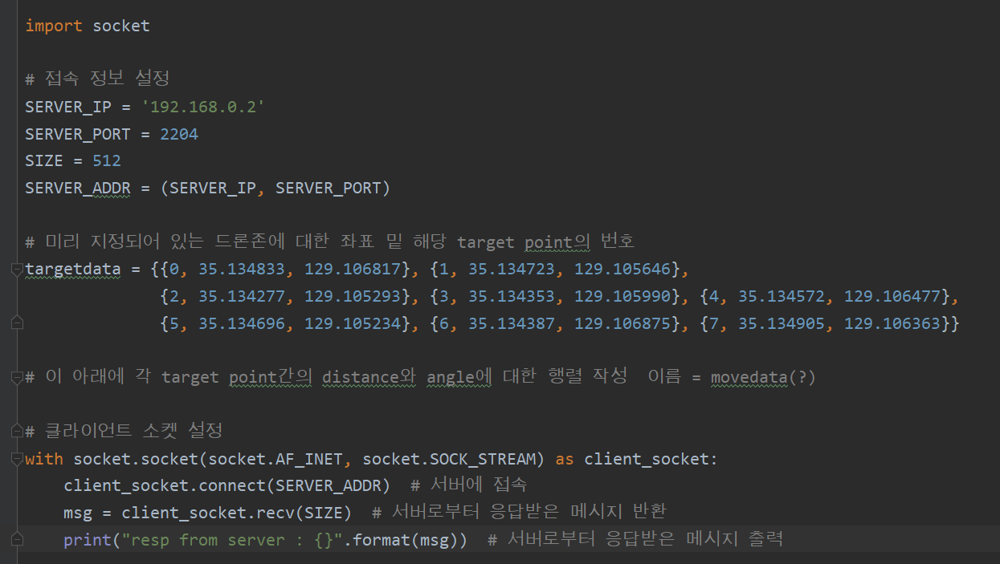 import socket
# 접속 정보 설정
SERVER_IP = '192.168.0.2'
SERVER_PORT = 2204
SIZE = 512
SERVER_ADDR = (SERVER_IP, SERVER_PORT)
# 미리 지정되어 있는 드론존에 대한 좌표 밑 해당 target point의 번호
targetdata = {{0, 35.134833, 129.106817}, {1, 35.134723, 129.105646},
{2, 35.134277, 129.105293}, {3, 35.134353, 129.105990}, {4, 35.134572, 129.106477},
{5, 35.134696, 129.105234}, {6, 35.134387, 129.106875}, {7, 35.134905, 129.106363}}
# 이 아래에 각 target point간의 distance와 angle에 대한 행렬 작성  이름 = movedata(?)
# 클라이언트 소켓 설정
with socket.socket(socket.AF_INET, socket.SOCK_STREAM) as client_socket:
client_socket.connect(SERVER_ADDR)  # 서버에 접속
msg = client_socket.recv(SIZE)  # 서버로부터 응답받은 메시지 반환
print("resp from server : {}".format(msg))  # 서버로부터 응답받은 메시지 출력